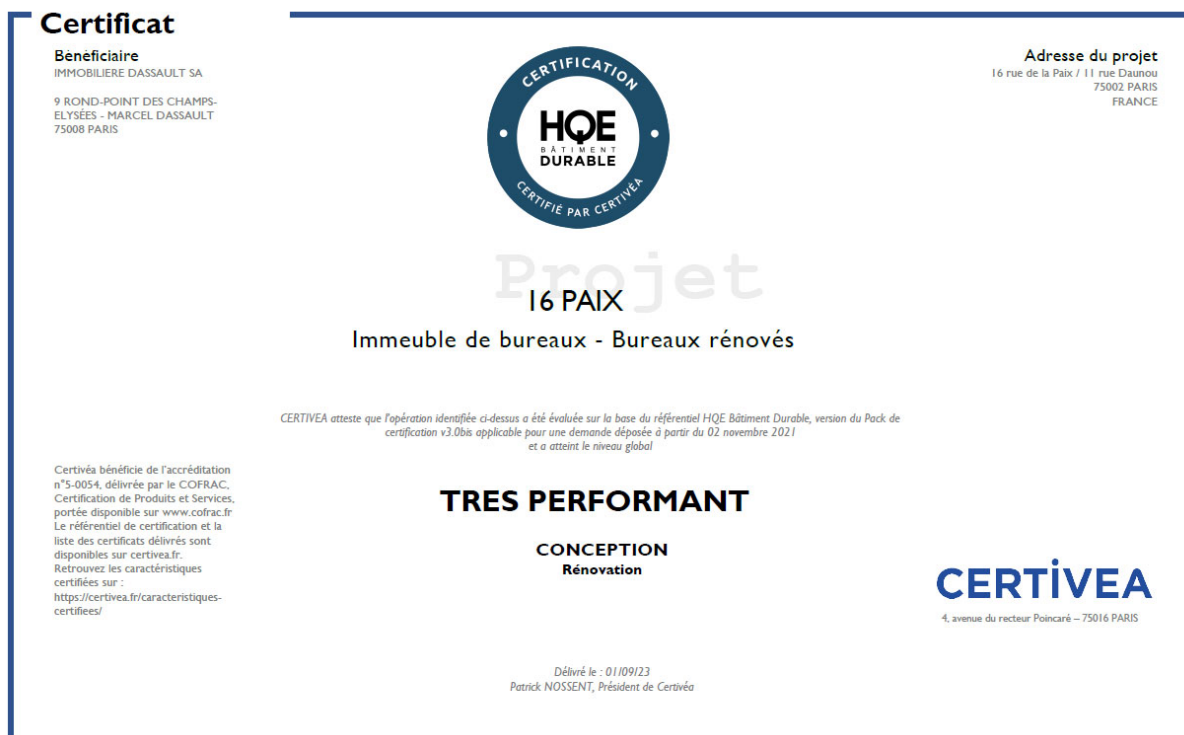 Certificat
Bénéficiaire
IMMOBILIERE DASSAULT SA
9 ROND-POINT DES CHAMPS-
ELYSÉES - MARCEL DASSAULT
75008 PARIS
CERTIFICATION
HQE
BÂTIMENT
DURABLE
CERTIFIÉ PAR CERTIVÉA
Adresse du projet
16 rue de la Paix / 11 rue Daunou
75002 PARIS
FRANCE
Projet
16 PAIX
Immeuble de bureaux - Bureaux rénovés
CERTIVEA atteste que l'opération identifiée ci-dessus a été évaluée sur la base du référentiel HQE Bâtiment Durable, version du Pack de
certification v3.0bis applicable pour une demande déposée à partir du 02 novembre 2021
et a atteint le niveau global
Certivéa bénéficie de l'accréditation
n°5-0054, délivrée par le COFRAC,
Certification de Produits et Services,
portée disponible sur www.cofrac.fr
Le référentiel de certification et la
liste des certificats délivrés sont
disponibles sur certivea.fr.
Retrouvez les caractéristiques
certifiées sur :
https://certivea.fr/caracteristiques-
certifiees/
TRES PERFORMANT
CONCEPTION
Rénovation
CERTIVEA
4, avenue du recteur Poincaré – 75016 PARIS
Délivré le : 01/09/23
Patrick NOSSENT, Président de Certivéa